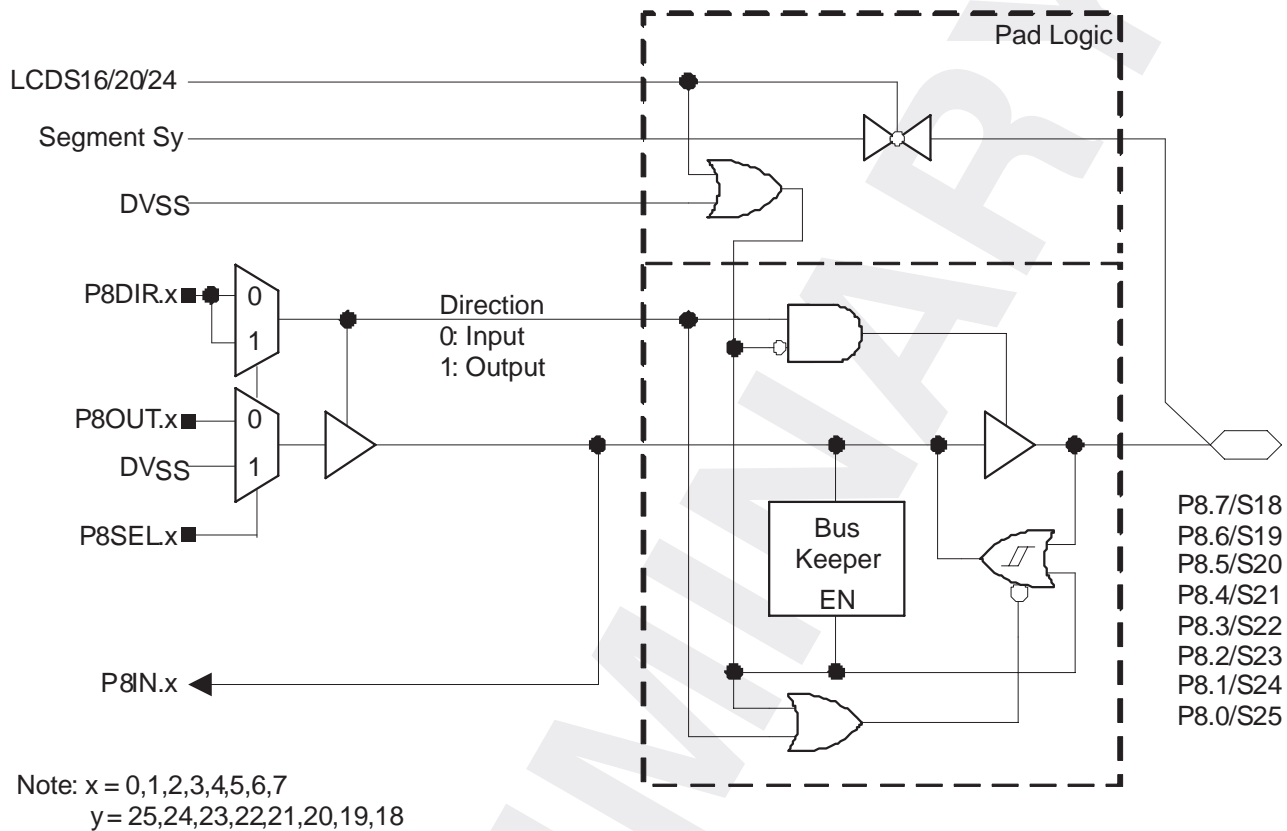 Pad Logic
LCDS16/20/24
Segment Sy
DVSS
P8DIR.x
0
1
Direction
0: Input
1: Output
P8OUT.x
0
DVSS
1
P8SEL.x
Bus
Keeper
EN
P8IN.x
P8.7/S18
P8.6/S19
P8.5/S20
P8.4/S21
P8.3/S22
P8.2/S23
P8.1/S24
P8.0/S25
Note: x = 0,1,2,3,4,5,6,7
y = 25,24,23,22,21,20,19,18